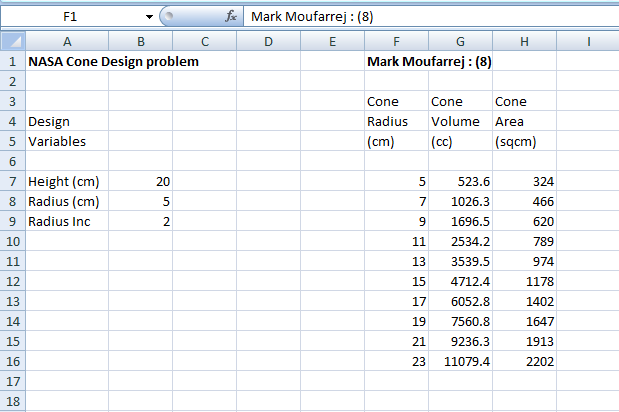 F1 fx Mark Moufarrej : (8)
A B C D E F G H I
1 NASA Cone Design problem Mark Moufarrej : (8)
2
3 Cone Cone Cone
4 Design Radius Volume Area
5 Variables (cm) (cc) (sqcm)
6
7 Height (cm) 20 5 523.6 324
8 Radius (cm) 5 7 1026.3 466
9 Radius Inc 2 9 1696.5 620
10 11 2534.2 789
11 13 3539.5 974
12 15 4712.4 1178
13 17 6052.8 1402
14 19 7560.8 1647
15 21 9236.3 1913
16 23 11079.4 2202
17
18